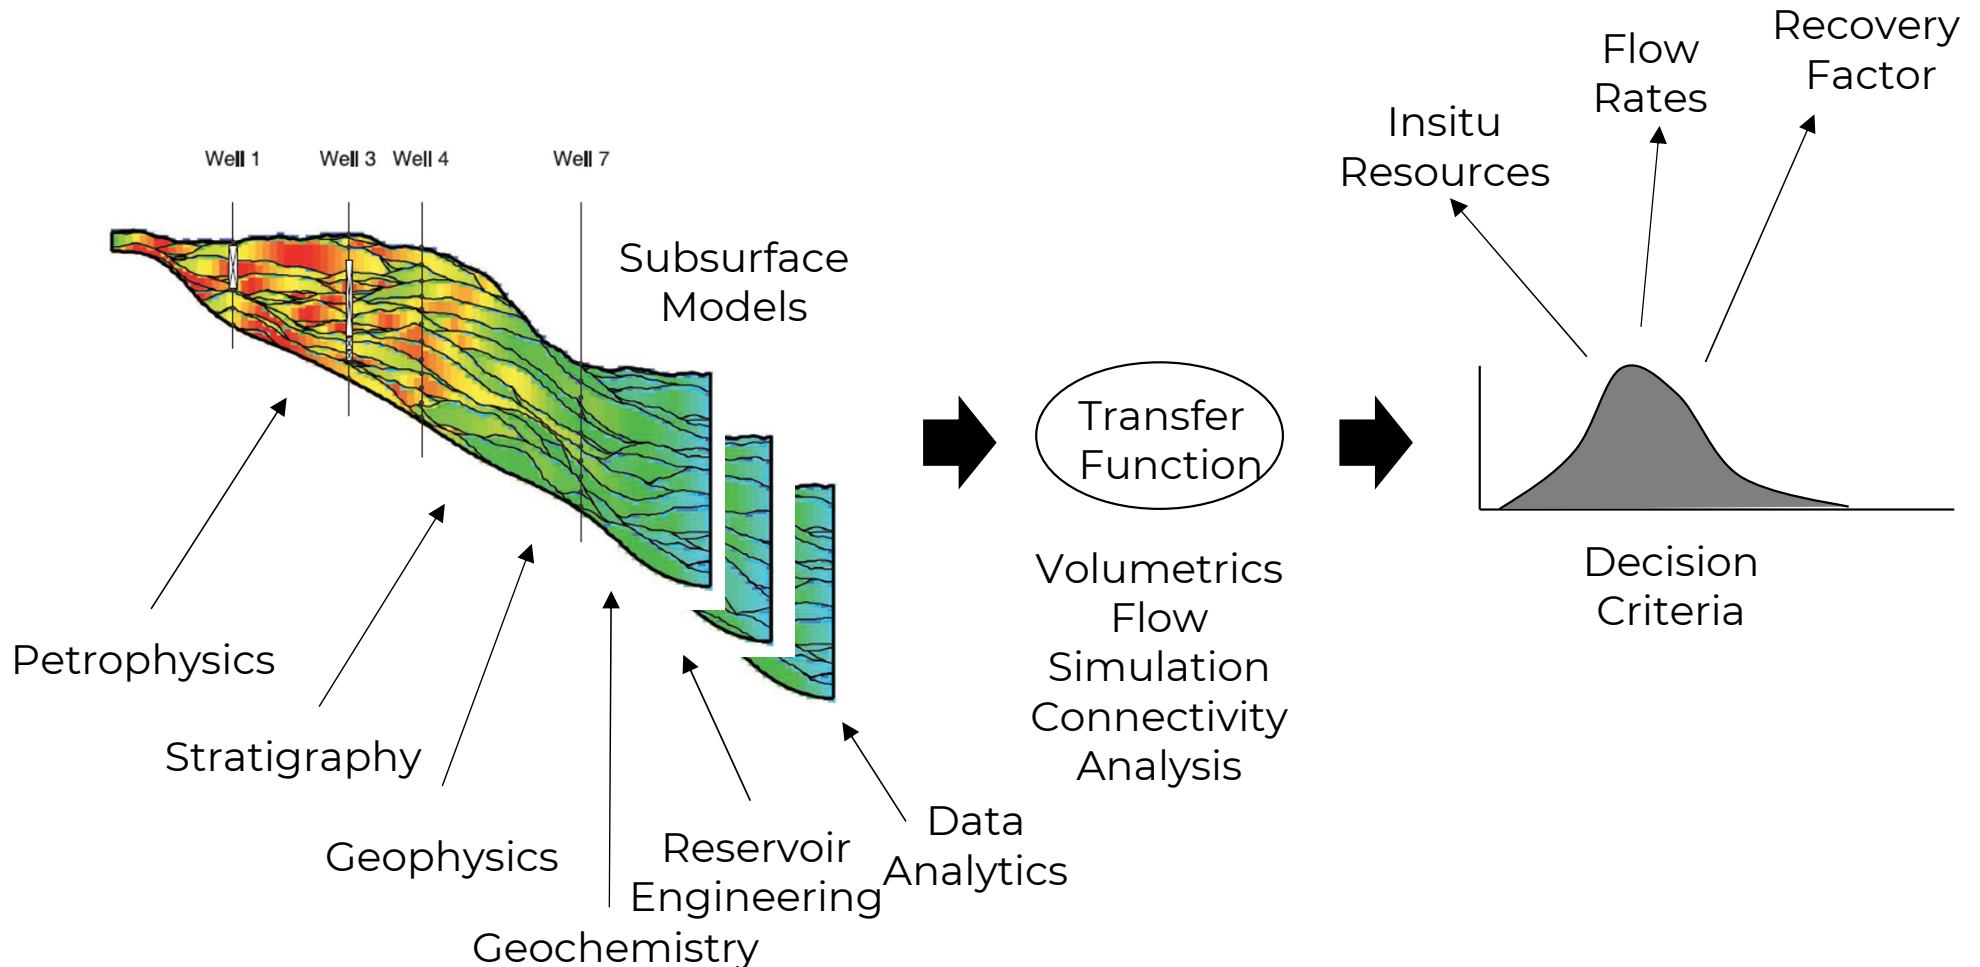 Recovery
Factor
Flow
Rates
Insitu
Resources
Well 1
Well 3
Well 4
Well 7
Subsurface
Models
Transfer
Function
Volumetrics
Flow
Simulation
Connectivity
Analysis
Decision
Criteria
Petrophysics
Stratigraphy
Geophysics
Geochemistry
Reservoir
Engineering
Data
Analytics